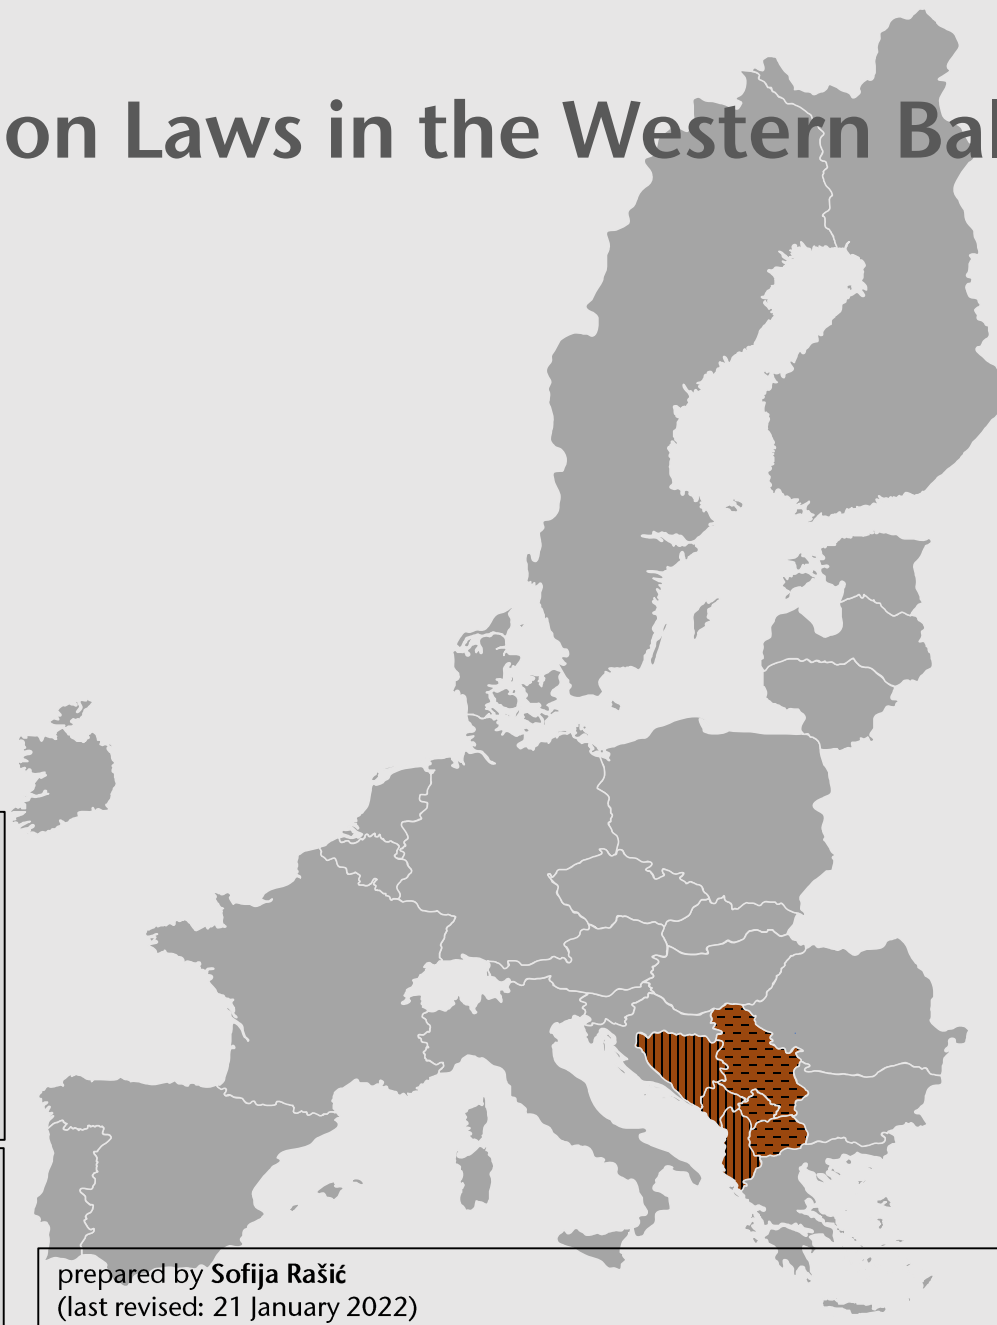 on Laws in the Western Bal
prepared by Sofija Rašić
(last revised: 21 January 2022)